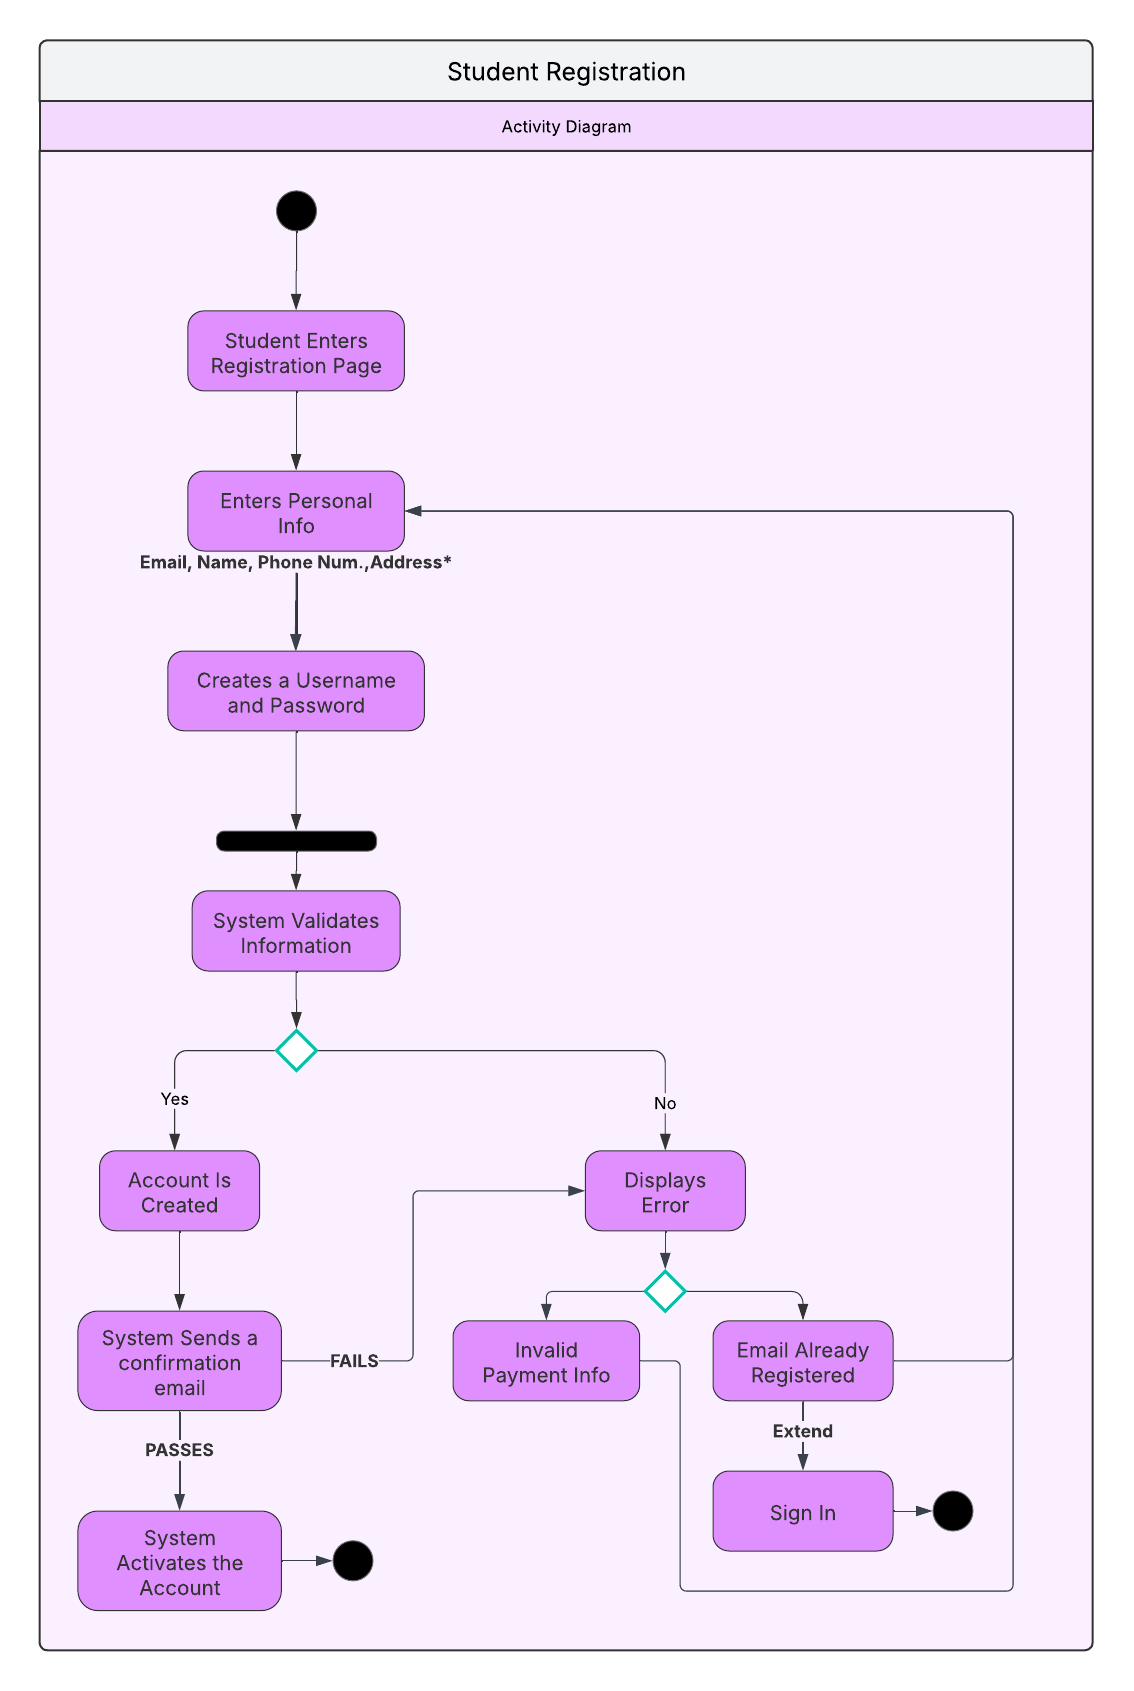 Student Registration
Activity Diagram
Student Enters
Registration Page
Enters Personal
Info
Email, Name, Phone Num.,Address*
Creates a Username
and Password
System Validates
Information
Yes
No
Account Is
Created
Displays
Error
System Sends a
confirmation
email
FAILS
Invalid
Payment Info
Email Already
Registered
PASSES
Extend
System
Activates the
Account
Sign In